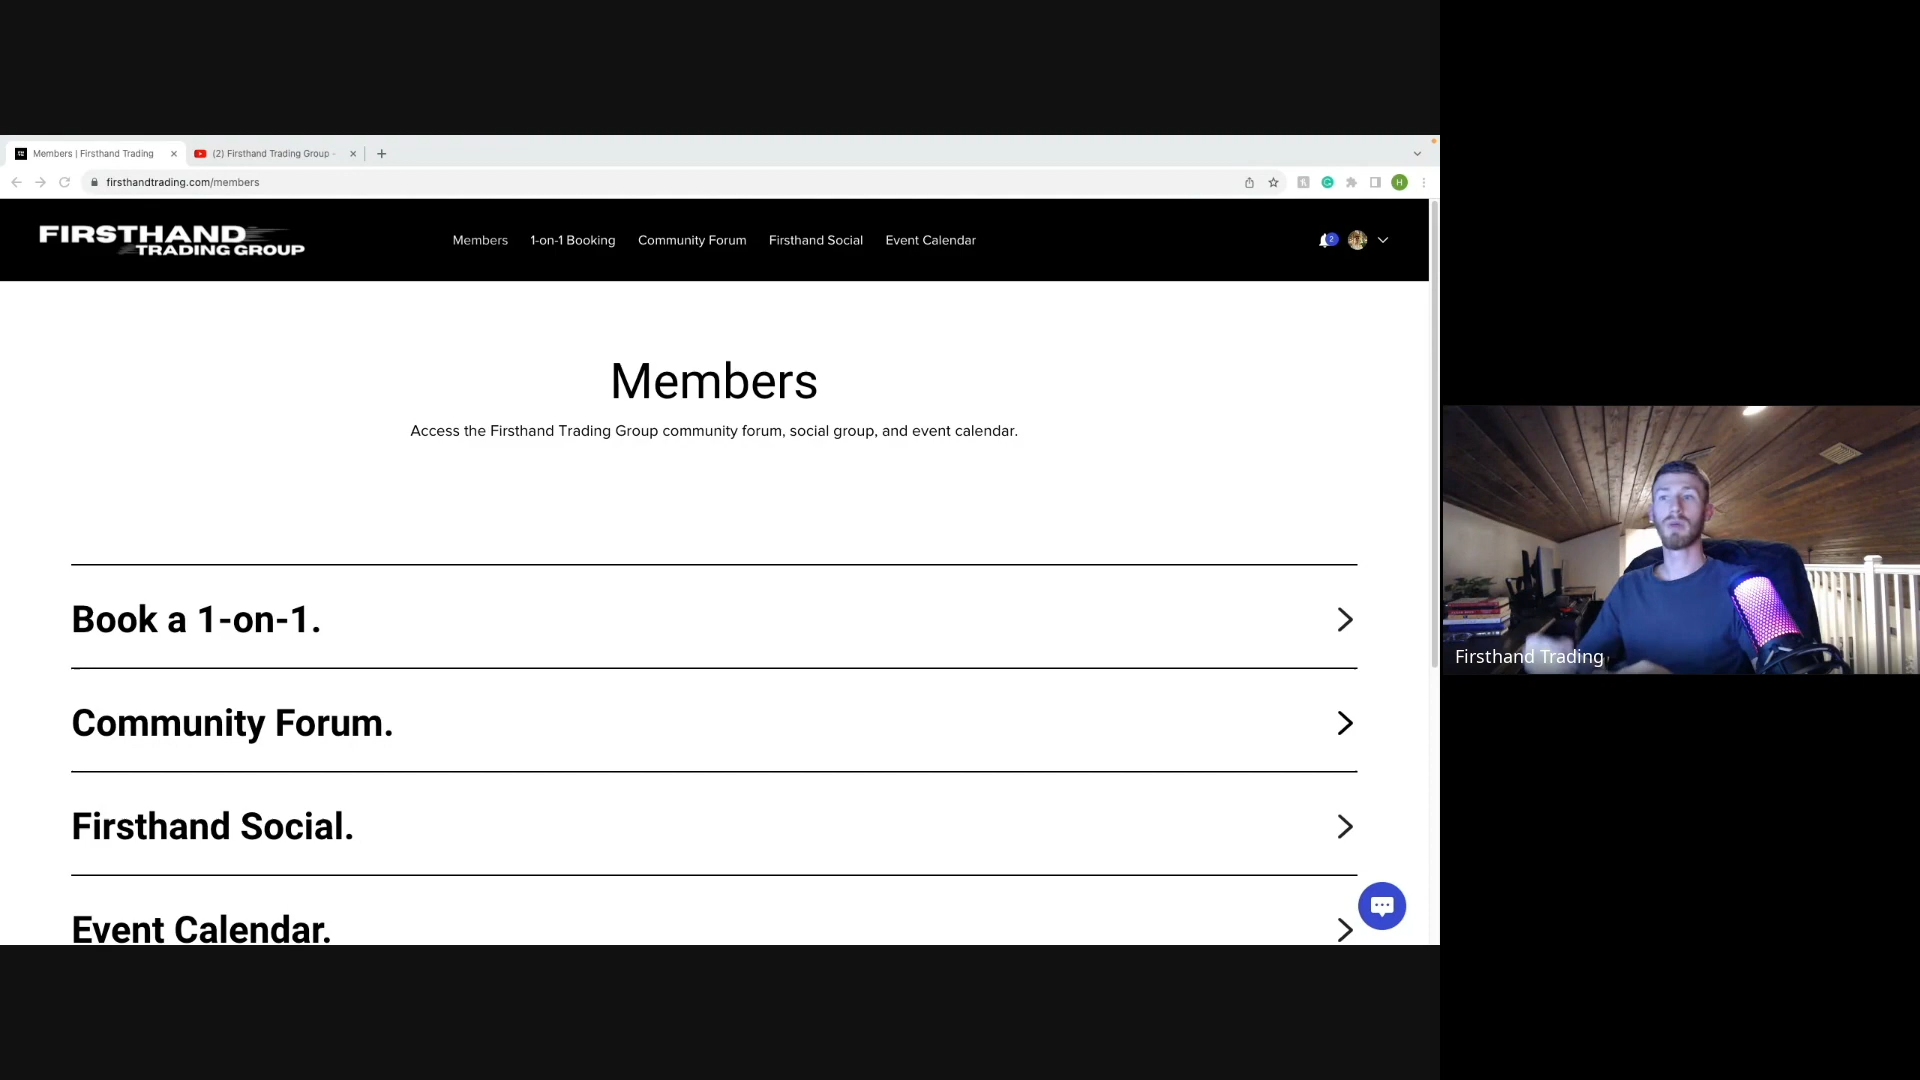 Members | Firsthand Trading
(2) Firsthand Trading Group -
firsthandtrading.com/members
H
FIRSTHAND
TRADING GROUP
Members
1-on-1 Booking
Community Forum
Firsthand Social
Event Calendar
2
Members
Access the Firsthand Trading Group community forum, social group, and event calendar.
Book a 1-on-1.
Community Forum.
Firsthand Social.
Event Calendar.
Firsthand Trading